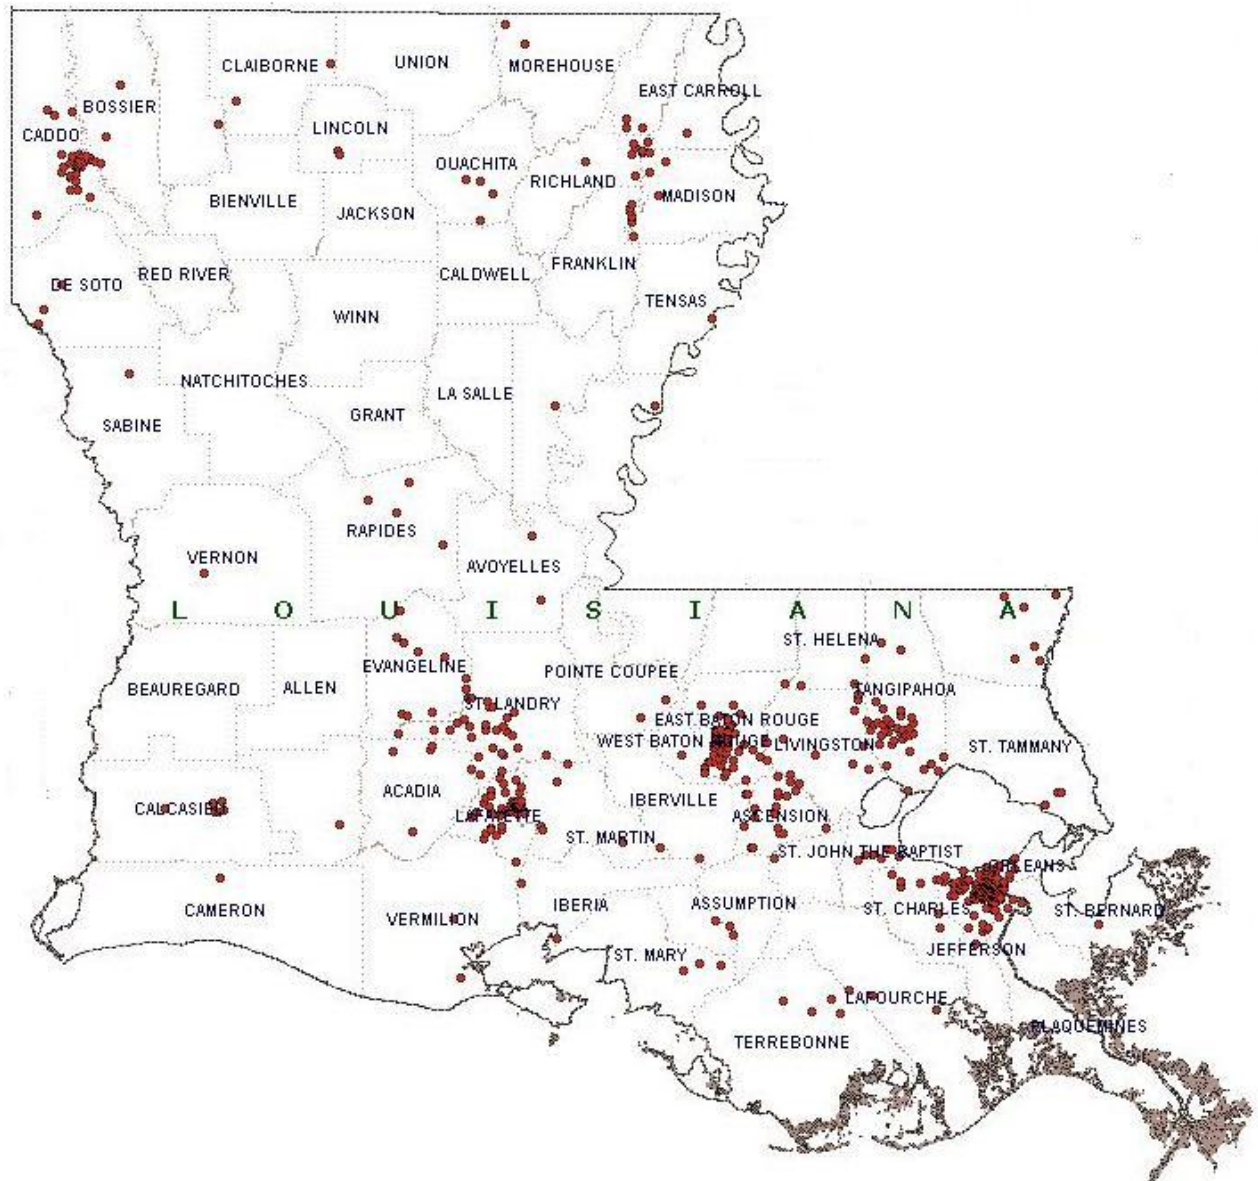 CLAIBORNE
UNION
MOREHOUSE
EAST CARROLL
BOSSIER
CADDO
LINCOLN
OUACHITA
RICHLAND
MADISON
BIENVILLE
JACKSON
DE SOTO
RED RIVER
CALDWELL
FRANKLIN
TENSAS
WINN
NATCHITOCHES
LA SALLE
GRANT
SABINE
RAPIDES
VERNON
AVOYELLES
L O U I S I A N A
ST. HELENA
EVANGELINE
POINTE COUPEE
BEAUREGARD
ALLEN
ST. LANDRY
TANGIPAHOA
EAST BATON ROUGE
WEST BATON ROUGE
LIVINGSTON
ST. TAMMANY
ACADIA
IBERVILLE
CALCASIEU
LAFAYETTE
ASCENSION
ST. MARTIN
ST. JOHN THE BAPTIST
ORLEANS
CAMERON
VERMILION
IBERIA
ASSUMPTION
ST. CHARLES
ST. BERNARD
ST. MARY
JEFFERSON
LAFOURCHE
PLAQUEMINES
TERREBONNE